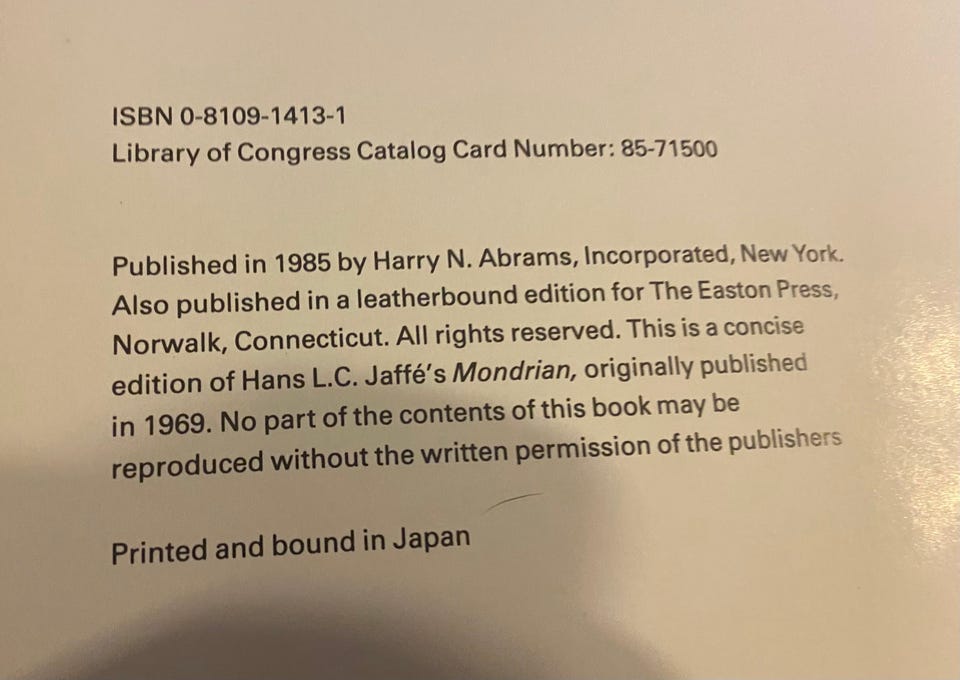 ISBN 0-8109-1413-1
Library of Congress Catalog Card Number: 85-71500
Published in 1985 by Harry N. Abrams, Incorporated, New York.
Also published in a leatherbound edition for The Easton Press,
Norwalk, Connecticut. All rights reserved. This is a concise
edition of Hans L.C. Jaffé's Mondrian, originally published
in 1969. No part of the contents of this book may be
reproduced without the written permission of the publishers
Printed and bound in Japan